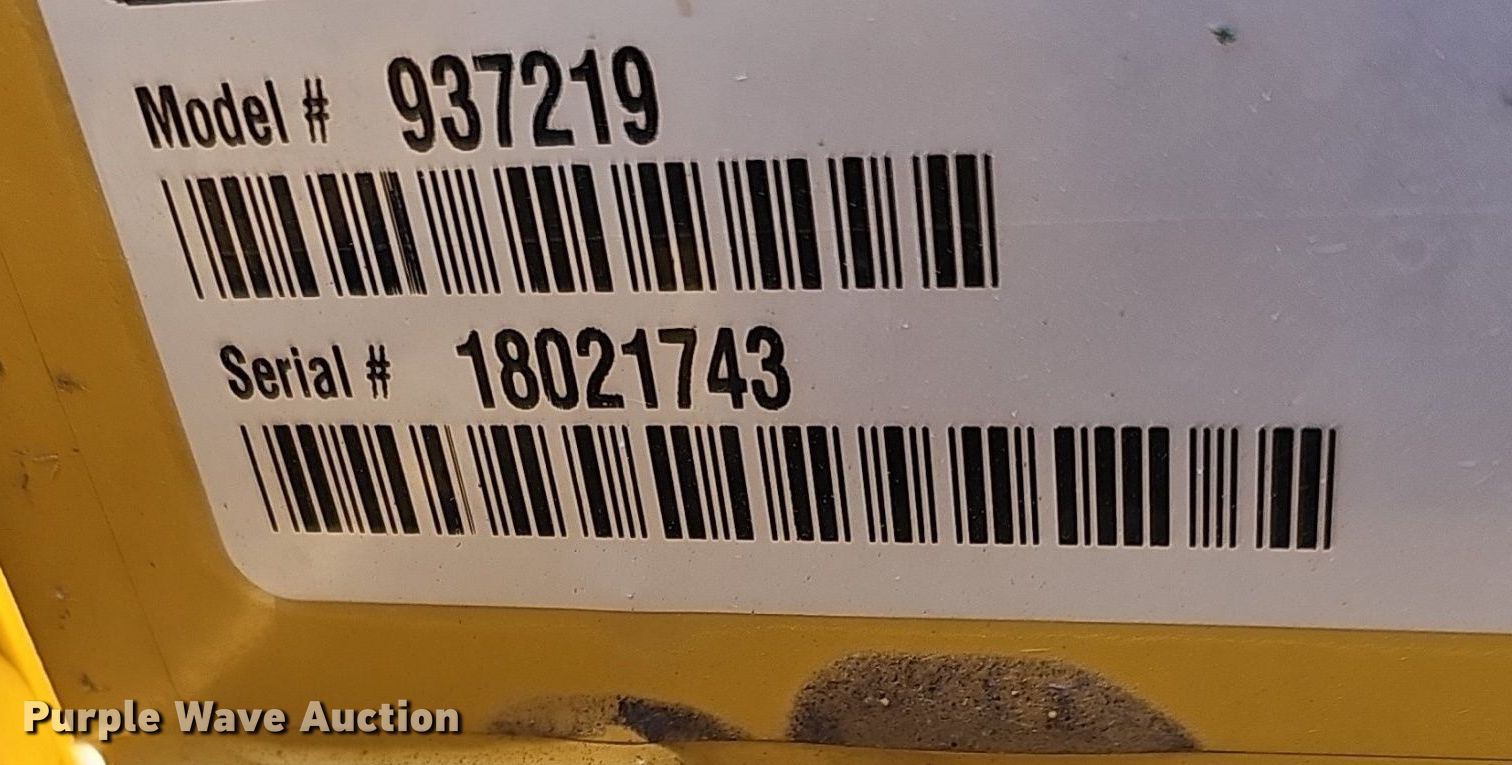 Model # 937219
Serial # 18021743
Purple Wave Auction